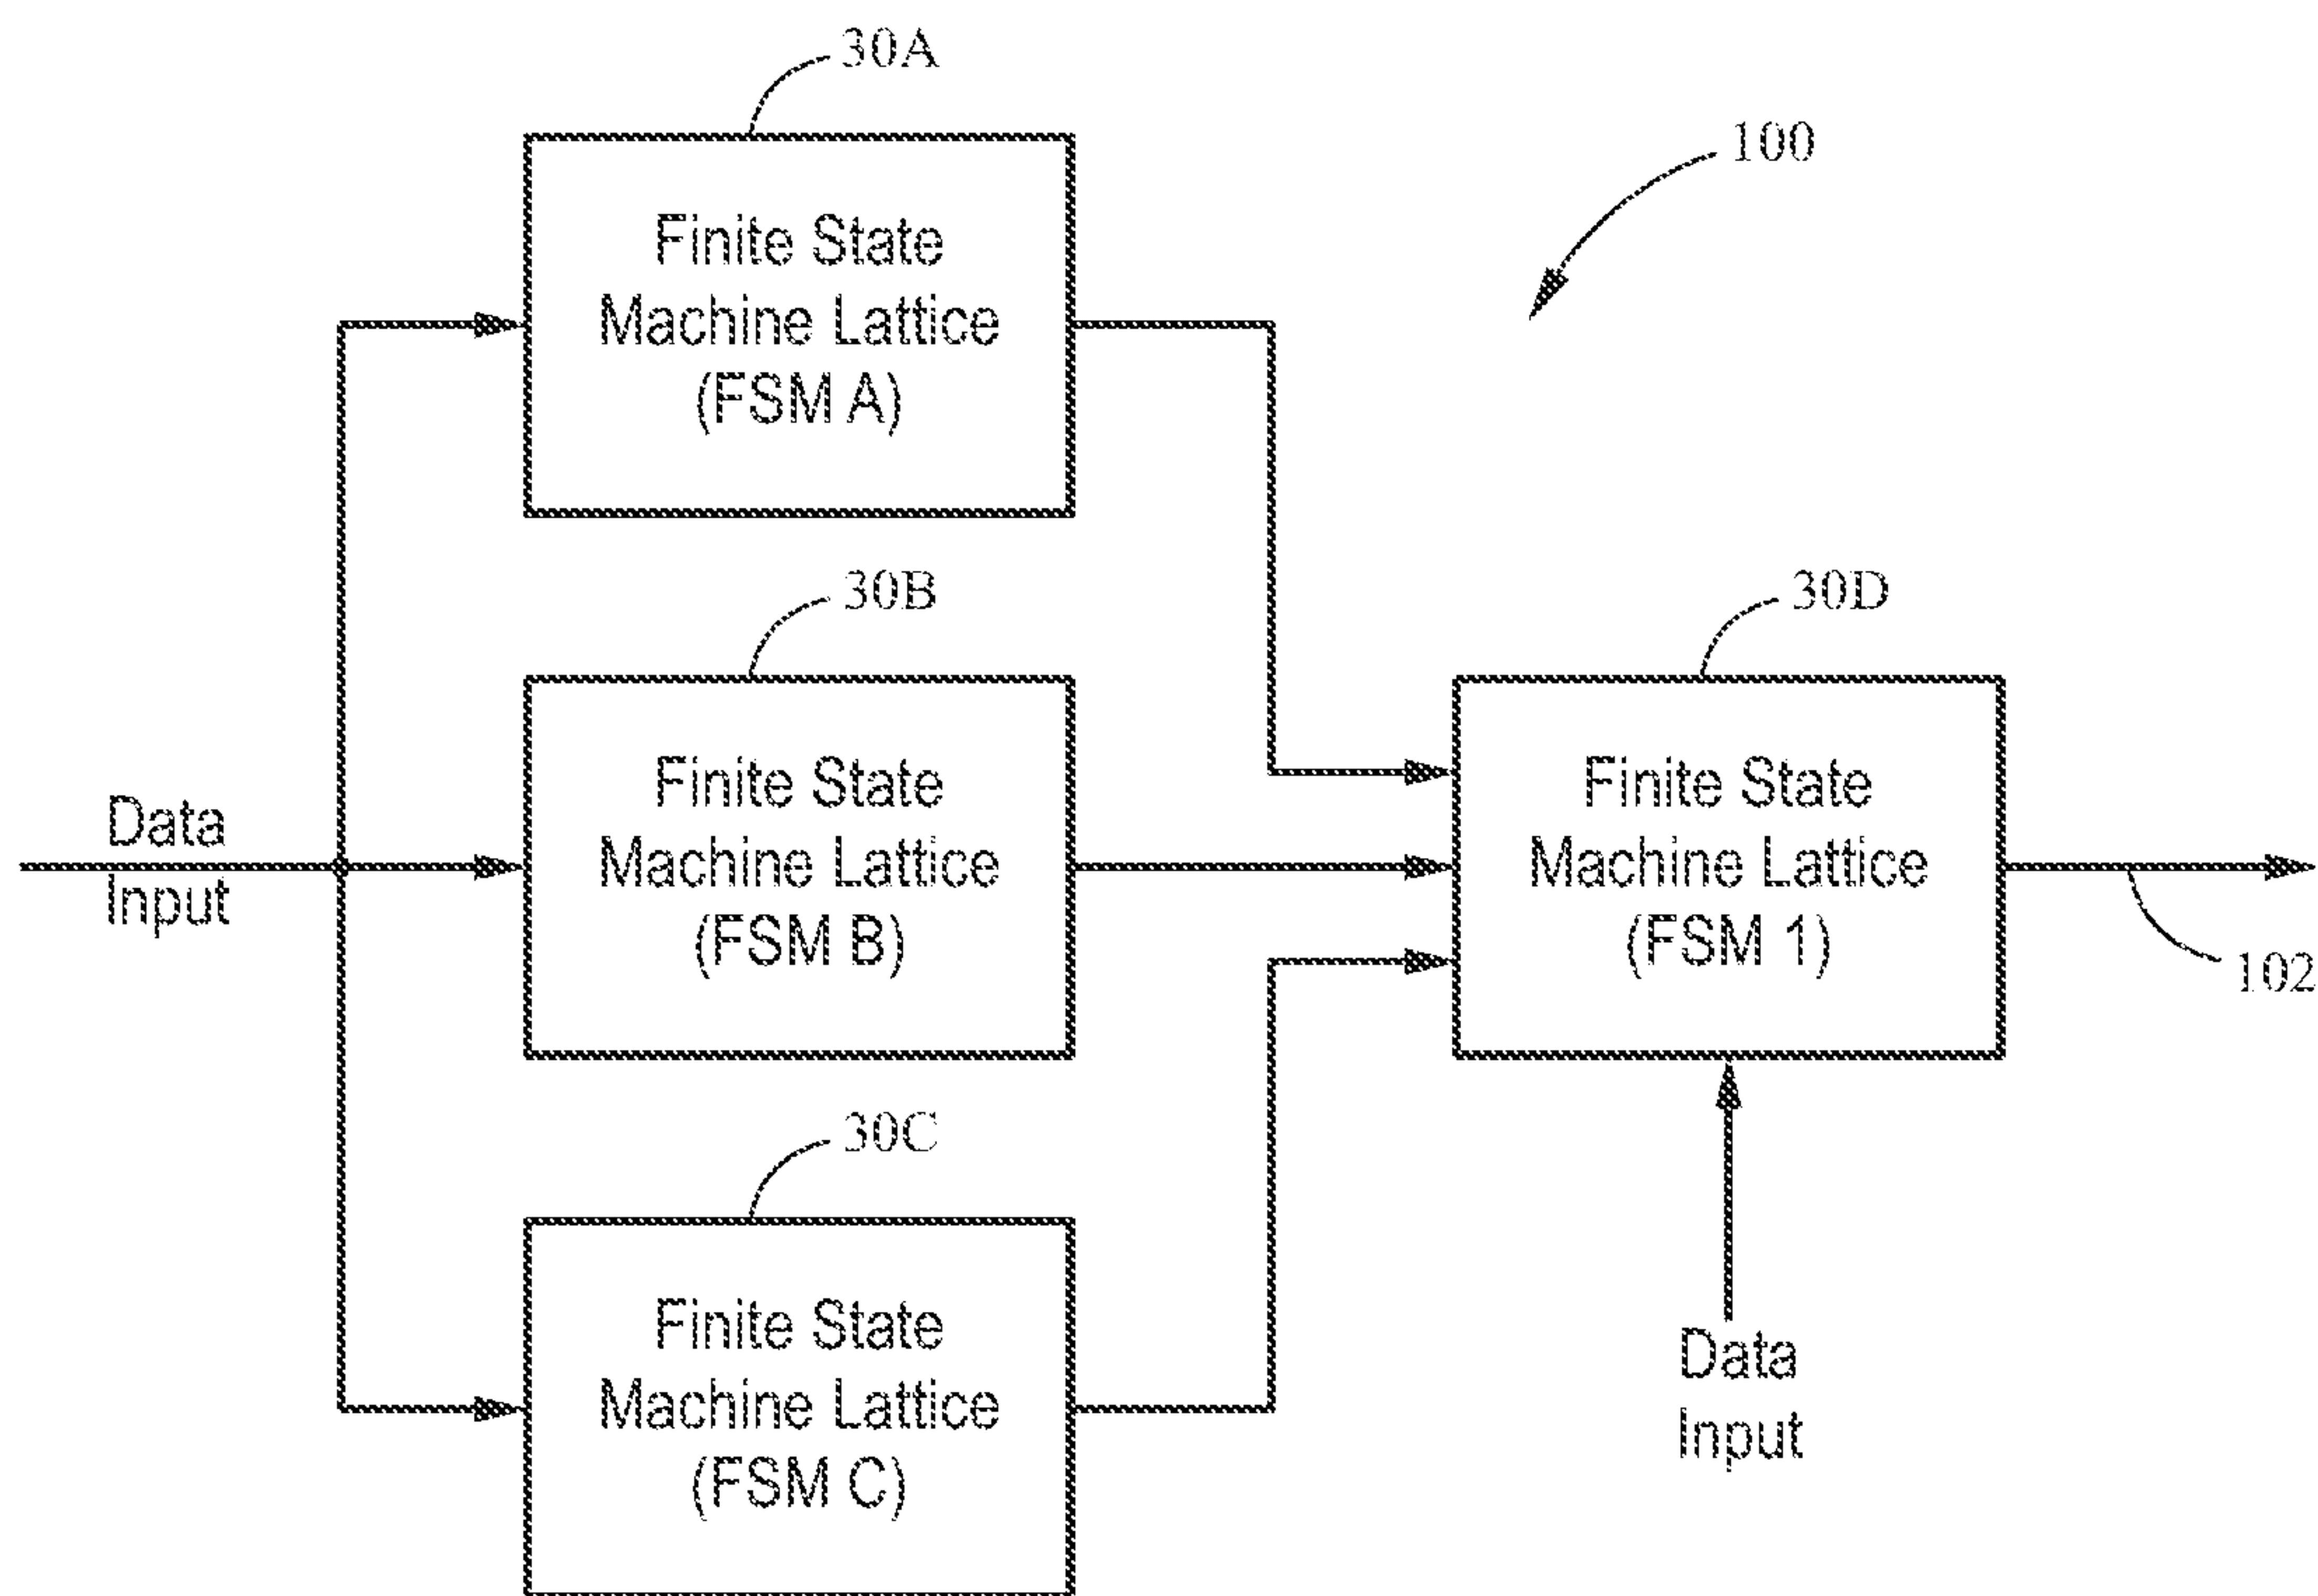 30A
100
Finite State
Machine Lattice
(FSM A)
30B
30D
Finite State
Machine Lattice
(FSM B)
Finite State
Machine Lattice
(FSM 1)
Data
Input
102
30C
Finite State
Machine Lattice
(FSM C)
Data
Input